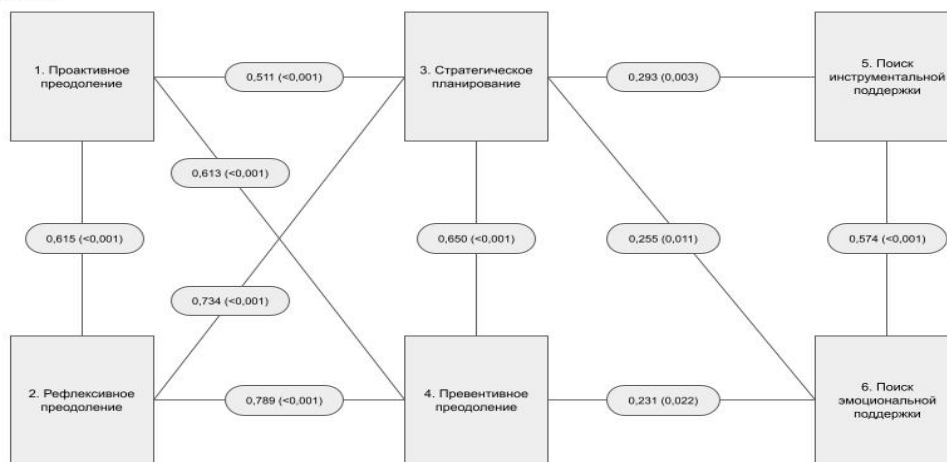 1. Проактивное
преодоление
0,511 (<0,001)
3. Стратегическое
планирование
0,293 (0,003)
5. Поиск
инструментальной
поддержки
0,613 (<0,001)
0,615 (<0,001)
0,650 (<0,001)
0,255 (0,011)
0,574 (<0,001)
0,734 (<0,001)
2. Рефлексивное
преодоление
0,789 (<0,001)
4. Превентивное
преодоление
0,231 (0,022)
6. Поиск
эмоциональной
поддержки